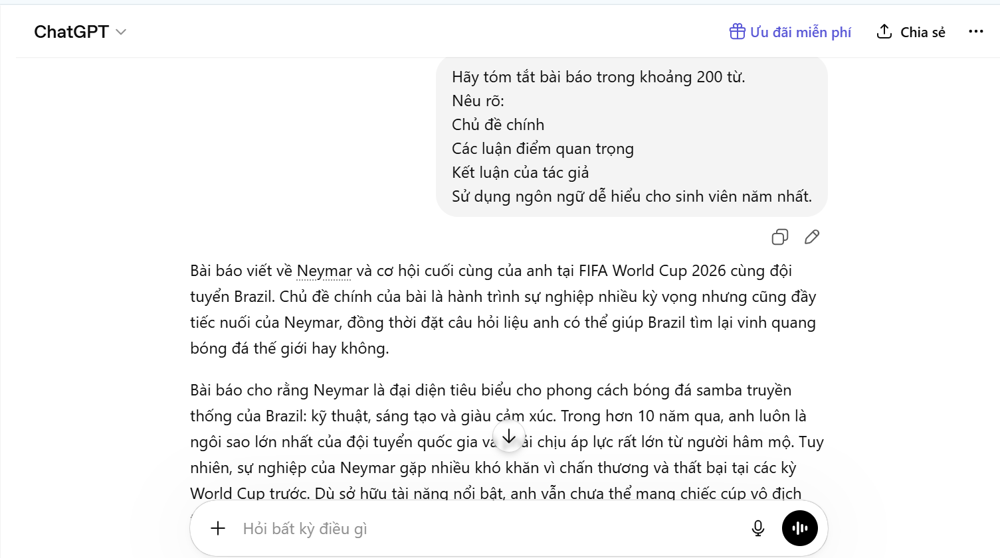 ChatGPT
Ưu đãi miễn phí
Chia sẻ
Hãy tóm tắt bài báo trong khoảng 200 từ.
Nêu rõ:
Chủ đề chính
Các luận điểm quan trọng
Kết luận của tác giả
Sử dụng ngôn ngữ dễ hiểu cho sinh viên năm nhất.
Bài báo viết về Neymar và cơ hội cuối cùng của anh tại FIFA World Cup 2026 cùng đội
tuyển Brazil. Chủ đề chính của bài là hành trình sự nghiệp nhiều kỳ vọng nhưng cũng đầy
tiếc nuối của Neymar, đồng thời đặt câu hỏi liệu anh có thể giúp Brazil tìm lại vinh quang
bóng đá thế giới hay không.
Bài báo cho rằng Neymar là đại diện tiêu biểu cho phong cách bóng đá samba truyền
thống của Brazil: kỹ thuật, sáng tạo và giàu cảm xúc. Trong hơn 10 năm qua, anh luôn là
ngôi sao lớn nhất của đội tuyển quốc gia chịu áp lực rất lớn từ người hâm mộ. Tuy
nhiên, sự nghiệp của Neymar gặp nhiều khó khăn vì chấn thương và thất bại tại các kỳ
World Cup trước. Dù sở hữu tài năng nổi bật, anh vẫn chưa thể mang chiếc cúp vô địch
Hỏi bất kỳ điều gì